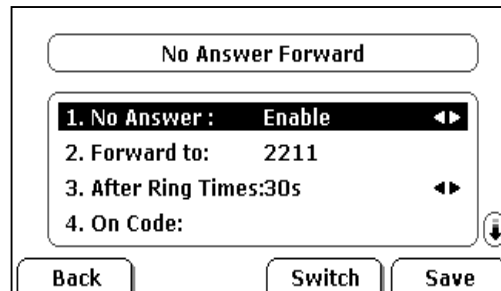 No Answer Forward
1. No Answer : Enable
2. Forward to: 2211
3. After Ring Times:30s
4. On Code:
Back Switch Save